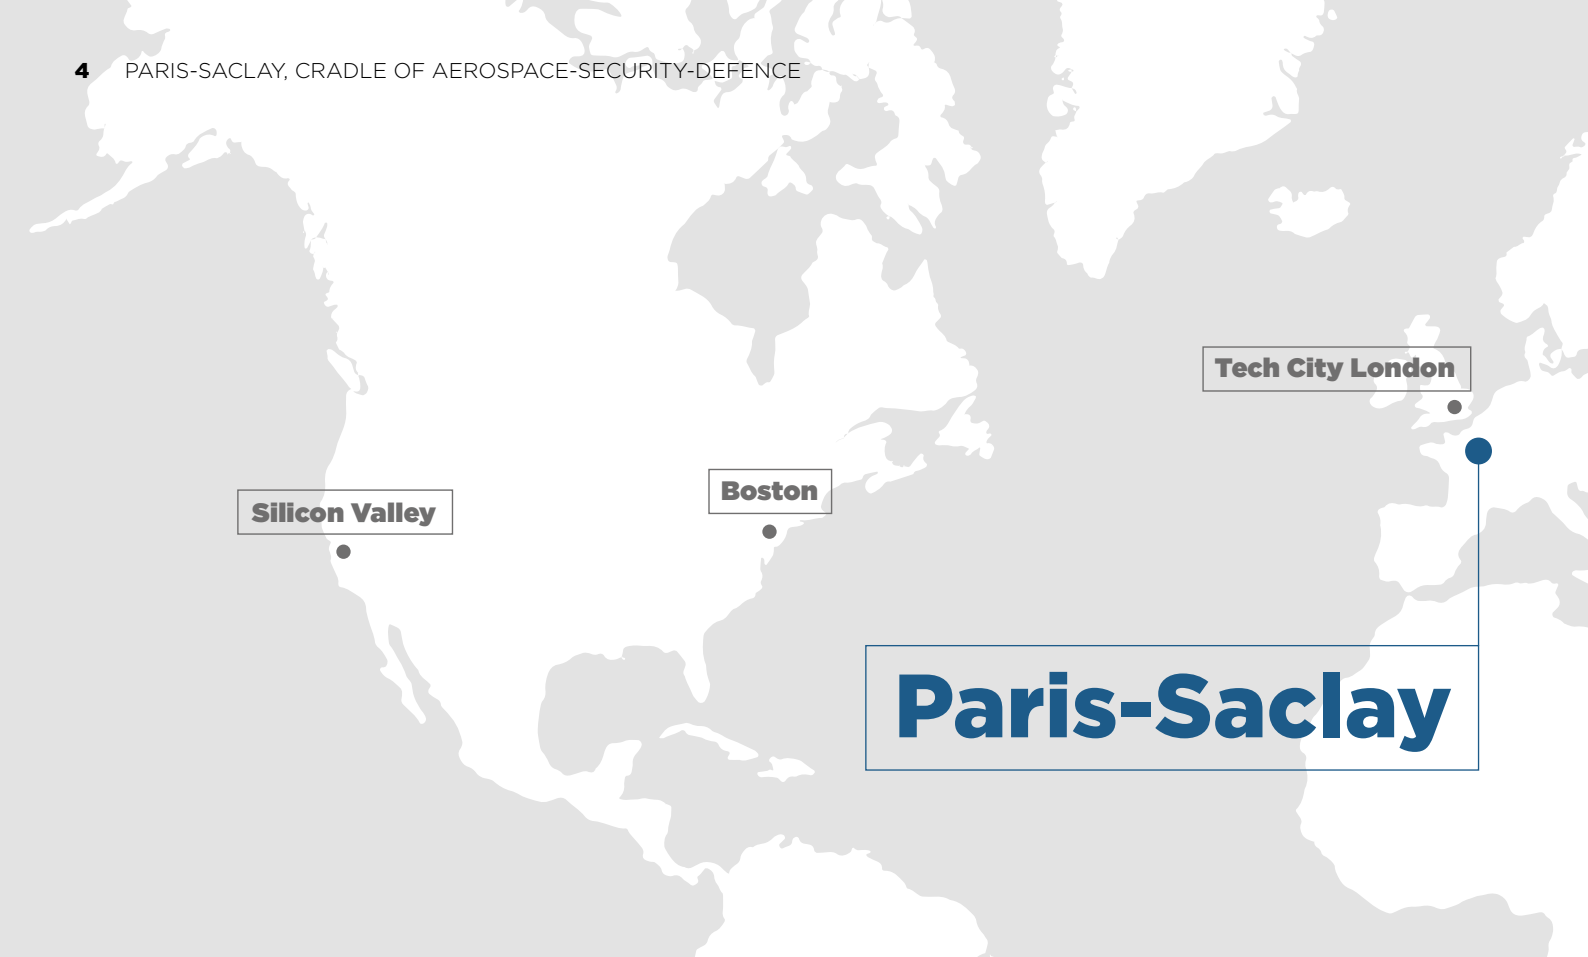 4 PARIS-SACLAY, CRADLE OF AEROSPACE-SECURITY-DEFENCE
Tech City London
Boston
Silicon Valley
Paris-Saclay